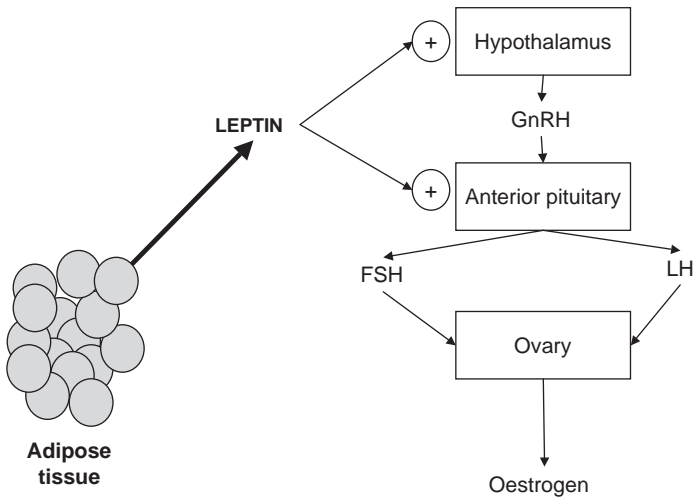 +
Hypothalamus
GnRH
LEPTIN
+
Anterior pituitary
FSH
LH
Ovary
Adipose
tissue
Oestrogen